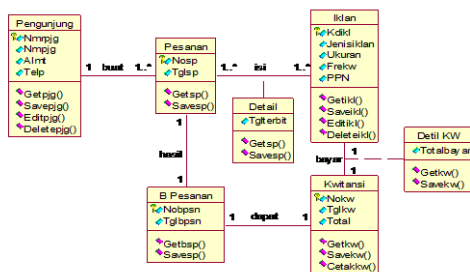 Pengunjung
Nmrpjg
Nmpjg
Almt
Telp
Getpjg()
Savepjg()
Editpjg()
Deletepjg()
1
buat
1..*
Pesanan
Nosp
Tglsp
Getsp()
Savesp()
1..*
isi
1..*
Iklan
Kdikl
Jenisiklan
Ukuran
Frekw
PPN
Getikl()
Saveikl()
Editikl()
Deleteikl()
Detail
Tglterbit
Getsp()
Savesp()
Detil KW
Totalbayar
Getkw()
Savekw()
1
hasil
1
1
bayar
1
B Pesanan
Nobpsn
Tglbpsn
Getbsp()
Savesp()
1
dapat
1
Kwitansi
Nokw
Tglkw
Total
Getkw()
Savekw()
Cetakkw()